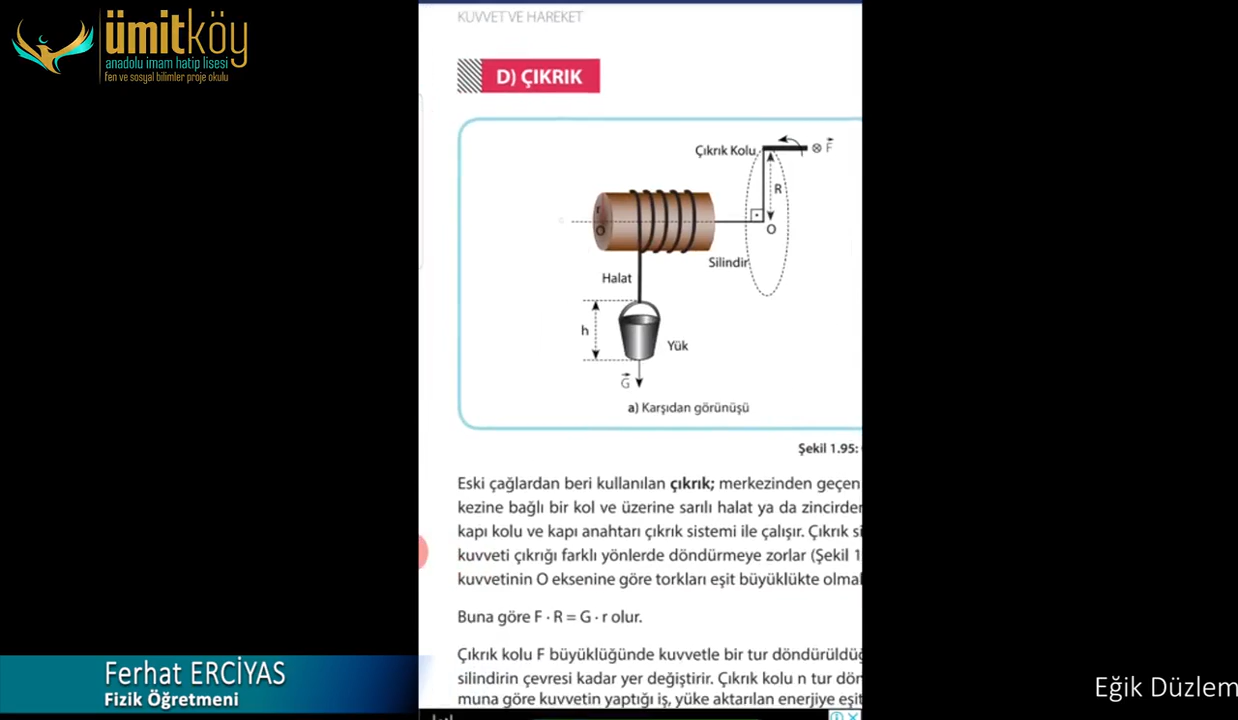 ümitköy
anadolu imam hatip lisesi
fen ve sosyal bilimler proje okulu
KUVVET VE HAREKET
D) ÇIKRIK
Çıkrık Kolu
F
R
r
O
O
Silindir
Halat
h
Yük
G
a) Karşıdan görünüşü
Şekil 1.95:
Eski çağlardan beri kullanılan çıkrık; merkezinden geçen
kezine bağlı bir kol ve üzerine sarılı halat ya da zincirden
kapı kolu ve kapı anahtarı çıkrık sistemi ile çalışır. Çıkrık si
kuvveti çıkrığı farklı yönlerde döndürmeye zorlar (Şekil 1
kuvvetinin O eksenine göre torkları eşit büyüklükte olmal
Buna göre F · R = G · r olur.
Çıkrık kolu F büyüklüğünde kuvvetle bir tur döndürüldüğ
silindirin çevresi kadar yer değiştirir. Çıkrık kolu n tur dön
muna göre kuvvetin yaptığı iş, yüke aktarılan enerjiye eşit
Ferhat ERCİYAS
Fizik Öğretmeni
Eğik Düzlem